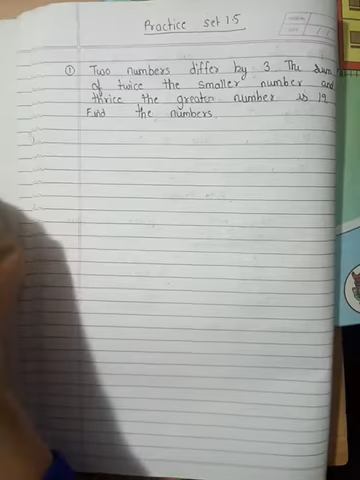 Practice set 1.5
① Two numbers differ by 3. The sum
of twice the smaller number and
thrice the greater number is 19
Find the numbers.